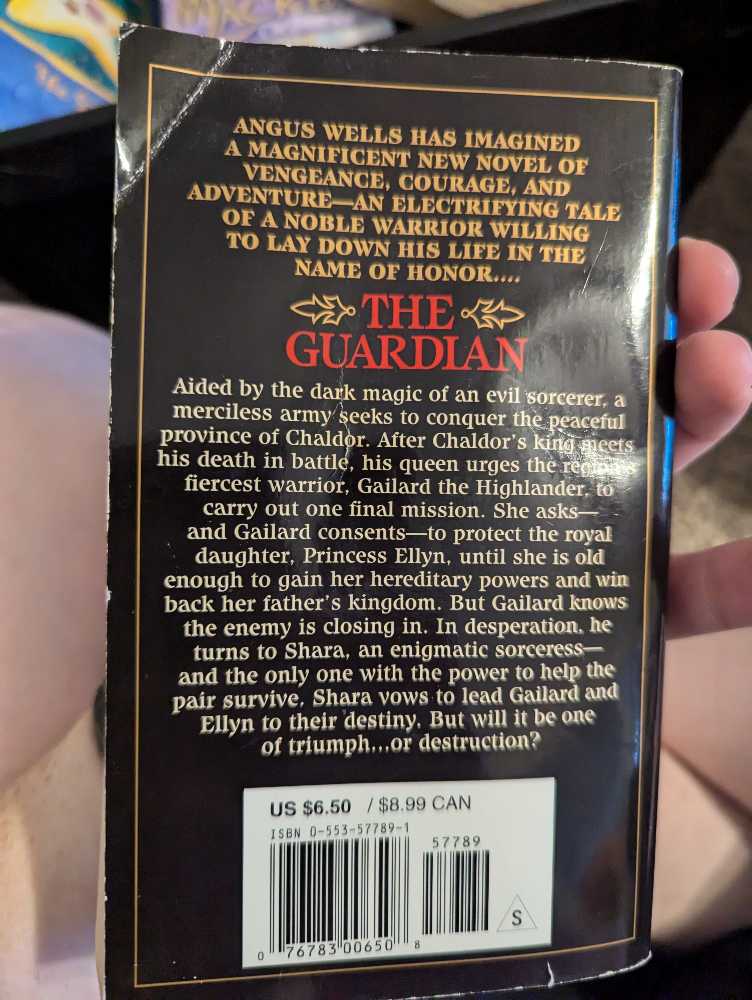 ANGUS WELLS HAS IMAGINED
A MAGNIFICENT NEW NOVEL OF
VENGEANCE, COURAGE, AND
ADVENTURE—AN ELECTRIFYING TALE
OF A NOBLE WARRIOR WILLING
TO LAY DOWN HIS LIFE IN THE
NAME OF HONOR....
THE
GUARDIAN
Aided by the dark magic of an evil sorcerer, a
merciless army seeks to conquer the peaceful
province of Chaldor. After Chaldor's king meets
his death in battle, his queen urges the region's
fiercest warrior, Gailard the Highlander, to
carry out one final mission. She asks—
and Gailard consents—to protect the royal
daughter, Princess Ellyn, until she is old
enough to gain her hereditary powers and win
back her father's kingdom. But Gailard knows
the enemy is closing in. In desperation, he
turns to Shara, an enigmatic sorceress—
and the only one with the power to help the
pair survive. Shara vows to lead Gailard and
Ellyn to their destiny. But will it be one
of triumph...or destruction?
US $6.50 / $8.99 CAN
ISBN 0-553-57789-1
57789
0 76783 00650 8
S